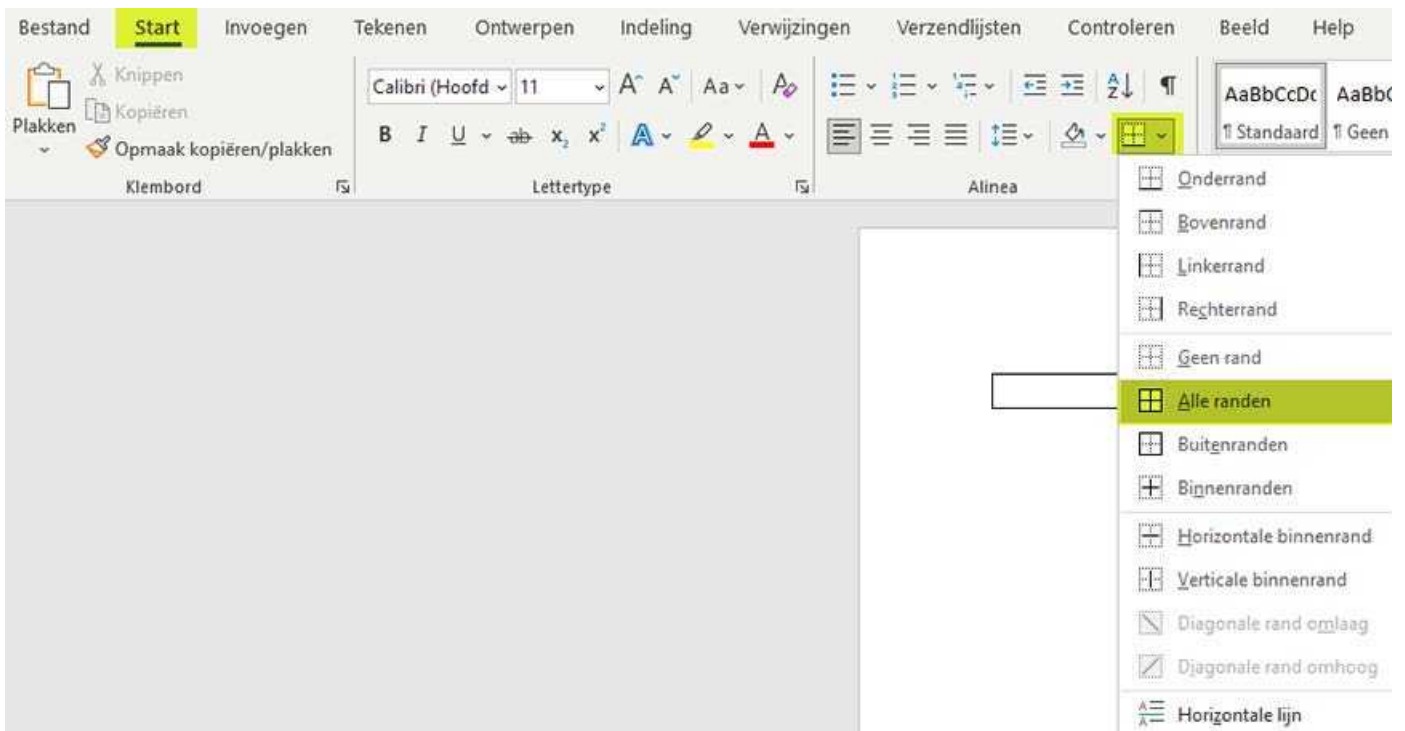 Bestand Start Invoegen Tekenen Ontwerpen Indeling Verwijzingen Verzendlijsten Controleren Beeld Help
Plakken
Knippen
Kopiëren
Opmaak kopiëren/plakken
Klembord
Calibri (Hoofd 11
Lettertype
Alinea
AaBbCcDc AaBbC
¶ Standaard ¶ Geen
Onderrand
Bovenrand
Linkerrand
Rechterrand
Geen rand
Alle randen
Buitenranden
Binnenranden
Horizontale binnenrand
Verticale binnenrand
Diagonale rand omlaag
Diagonale rand omhoog
Horizontale lijn